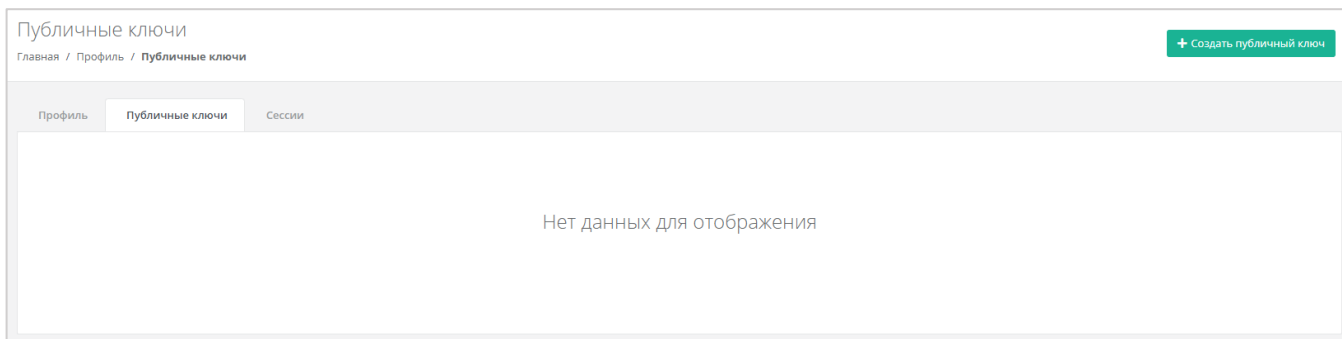 Публичные ключи
Главная / Профиль / Публичные ключи
+ Создать публичный ключ
Профиль Публичные ключи Сессии
Нет данных для отображения